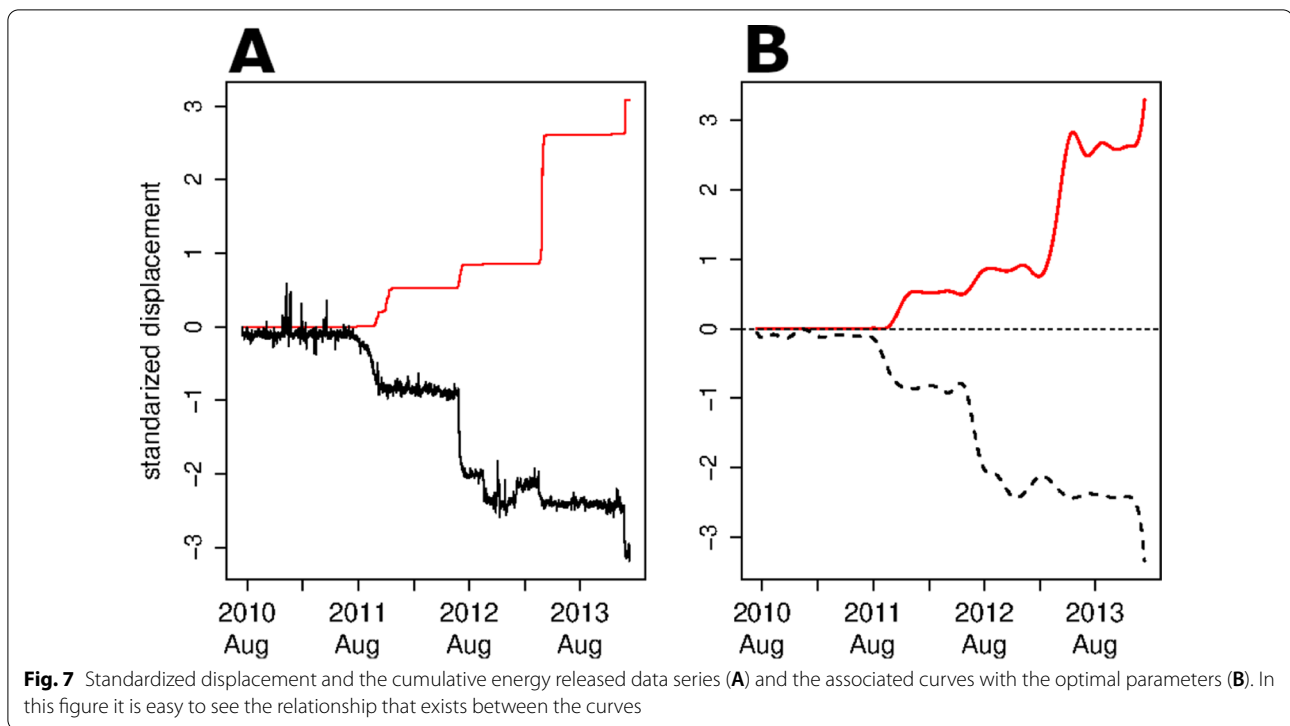 A
B
standarized displacement
3
2
1
0
-1
-2
-3
3
2
1
0
-1
-2
-3
2010 2011 2012 2013
Aug Aug Aug Aug
2010 2011 2012 2013
Aug Aug Aug Aug
Fig. 7 Standardized displacement and the cumulative energy released data series (A) and the associated curves with the optimal parameters (B). In
this figure it is easy to see the relationship that exists between the curves